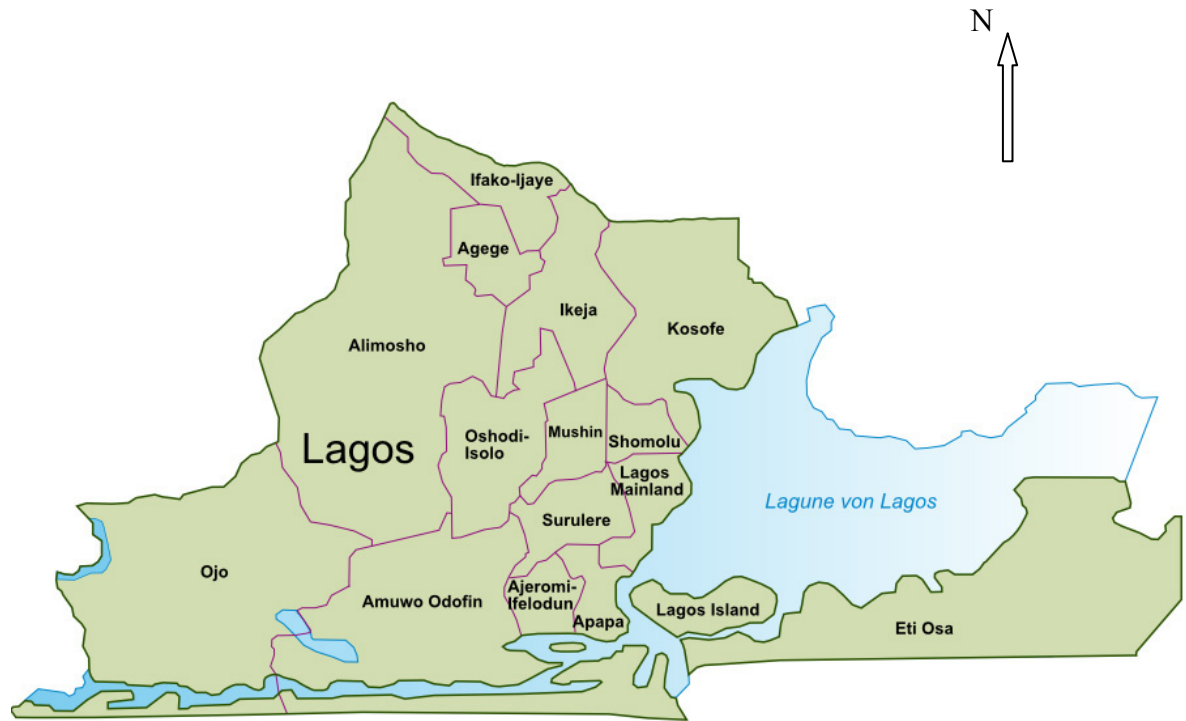 N
Ifako-Ijaye
Agege
Ikeja
Kosofe
Alimosho
Lagos
Oshodi-
Isolo
Mushin
Shomolu
Lagos
Mainland
Lagune von Lagos
Surulere
Ojo
Amuwo Odofin
Ajeromi-
Ifelodun
Apapa
Lagos Island
Eti Osa